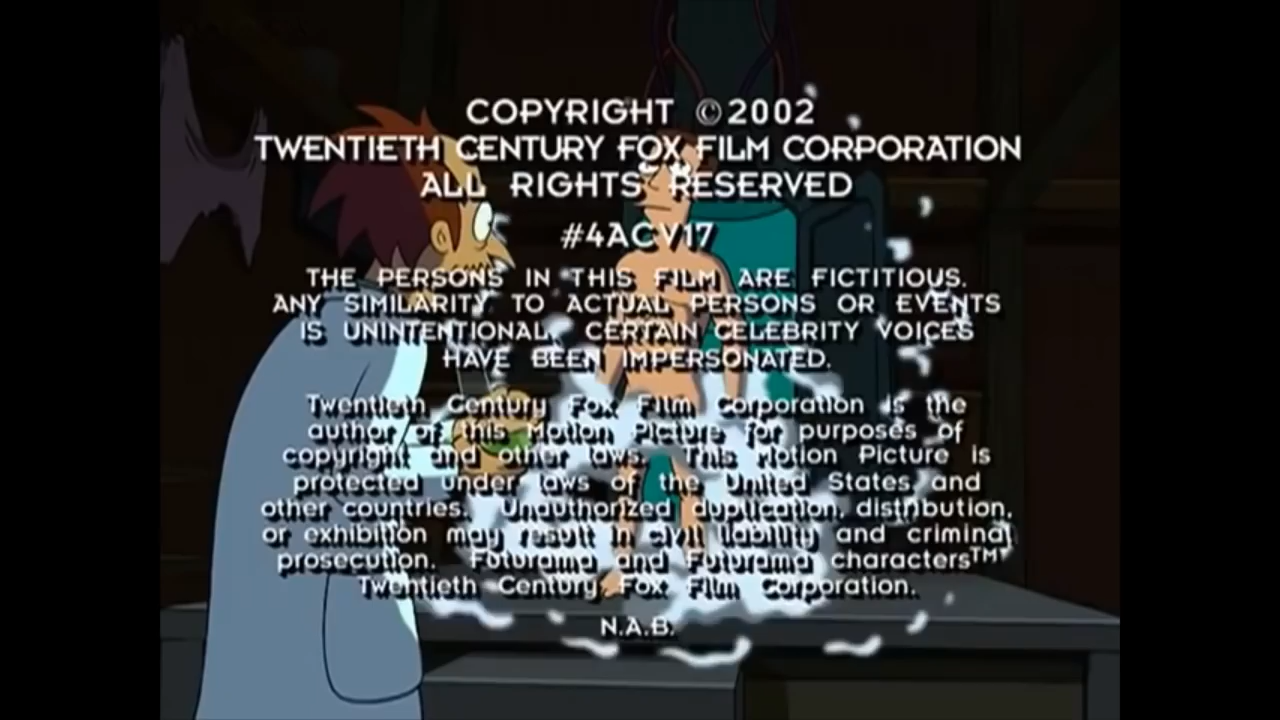 COPYRIGHT ©2002
TWENTIETH CENTURY FOX FILM CORPORATION
ALL RIGHTS RESERVED
#4ACV17
THE PERSONS IN THIS FILM ARE FICTITIOUS.
ANY SIMILARITY TO ACTUAL PERSONS OR EVENTS
IS UNINTENTIONAL. CERTAIN CELEBRITY VOICES
HAVE BEEN IMPERSONATED.
Twentieth Century Fox Film Corporation is the
author of this Motion Picture for purposes of
copyright and other laws. This Motion Picture is
protected under laws of the United States and
other countries. Unauthorized duplication, distribution,
or exhibition may result in civil liability and criminal
prosecution. Futurama and Futurama characters™
Twentieth Century Fox Film Corporation.
N.A.B.